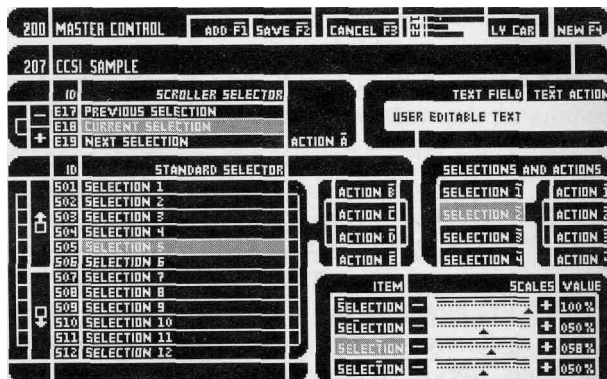 200 MASTER CONTROL ADD F1 SAVE F2 CANCEL F3 LY CAR NEW F4
207 CCSI SAMPLE
ID SCROLLER SELECTOR TEXT FIELD TEXT ACTION
E17 PREVIOUS SELECTION
E18 CURRENT SELECTION
E19 NEXT SELECTION
ACTION A
USER EDITABLE TEXT
ID STANDARD SELECTOR
S01 SELECTION 1
S02 SELECTION 2
S03 SELECTION 3
S04 SELECTION 4
S05 SELECTION 5
S06 SELECTION 6
S07 SELECTION 7
S08 SELECTION 8
S09 SELECTION 9
S10 SELECTION 10
S11 SELECTION 11
S12 SELECTION 12
ACTION B
ACTION C
ACTION D
ACTION E
SELECTIONS AND ACTIONS
SELECTION 1 ACTION
SELECTION 2 ACTION
SELECTION 3 ACTION
SELECTION 4 ACTION
ITEM SCALES VALUE
SELECTION − + 100%
SELECTION − + 050%
SELECTION − + 058%
SELECTION − + 050%